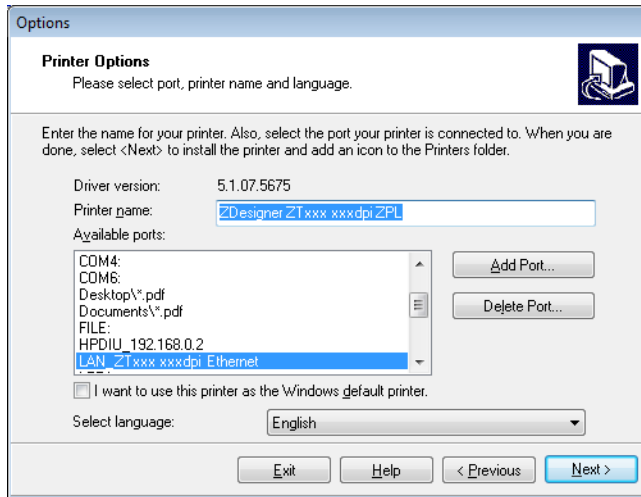 Options
Printer Options
Please select port, printer name and language.
Enter the name for your printer. Also, select the port your printer is connected to. When you are
done, select <Next> to install the printer and add an icon to the Printers folder.
Driver version: 5.1.07.5675
Printer name: ZDesigner ZTxxx xxxdpi ZPL
Available ports:
COM4:
COM6:
Desktop\*.pdf
Documents\*.pdf
FILE:
HPDIU_192.168.0.2
LAN_ZTxxx xxxdpi Ethernet
Add Port...
Delete Port...
I want to use this printer as the Windows default printer.
Select language: English
Exit Help < Previous Next >